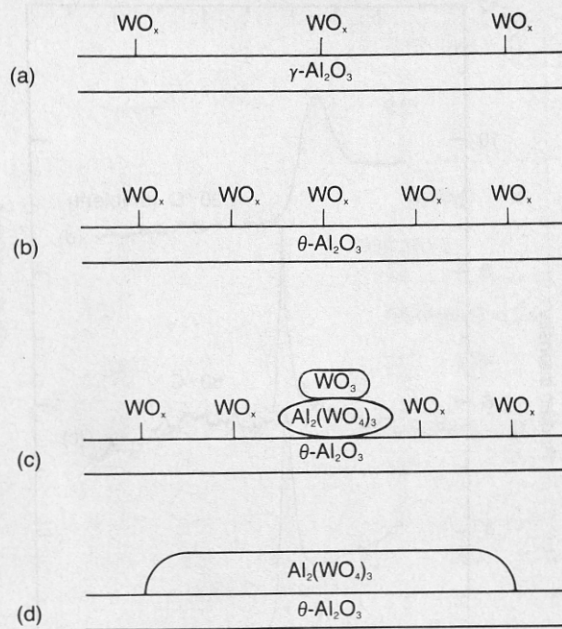 WOₓ WOₓ WOₓ
(a)
γ-Al₂O₃
WOₓ WOₓ WOₓ WOₓ WOₓ
(b)
θ-Al₂O₃
WO₃
WOₓ WOₓ Al₂(WO₄)₃ WOₓ WOₓ
(c)
θ-Al₂O₃
Al₂(WO₄)₃
(d)
θ-Al₂O₃